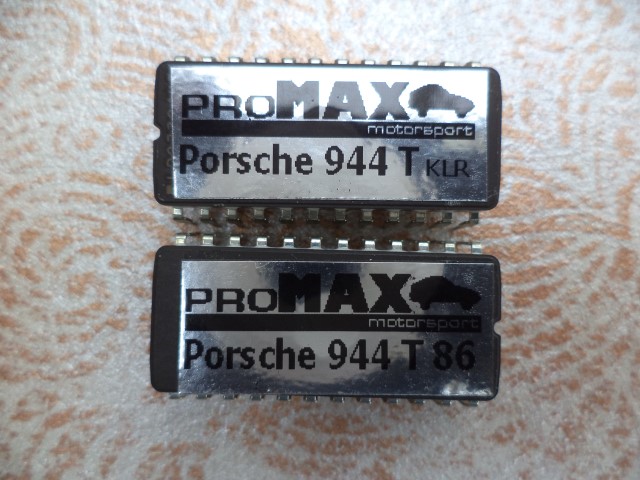 PROMAX
motorsport
Porsche 944 T KLR
PROMAX
motorsport
Porsche 944 T 86